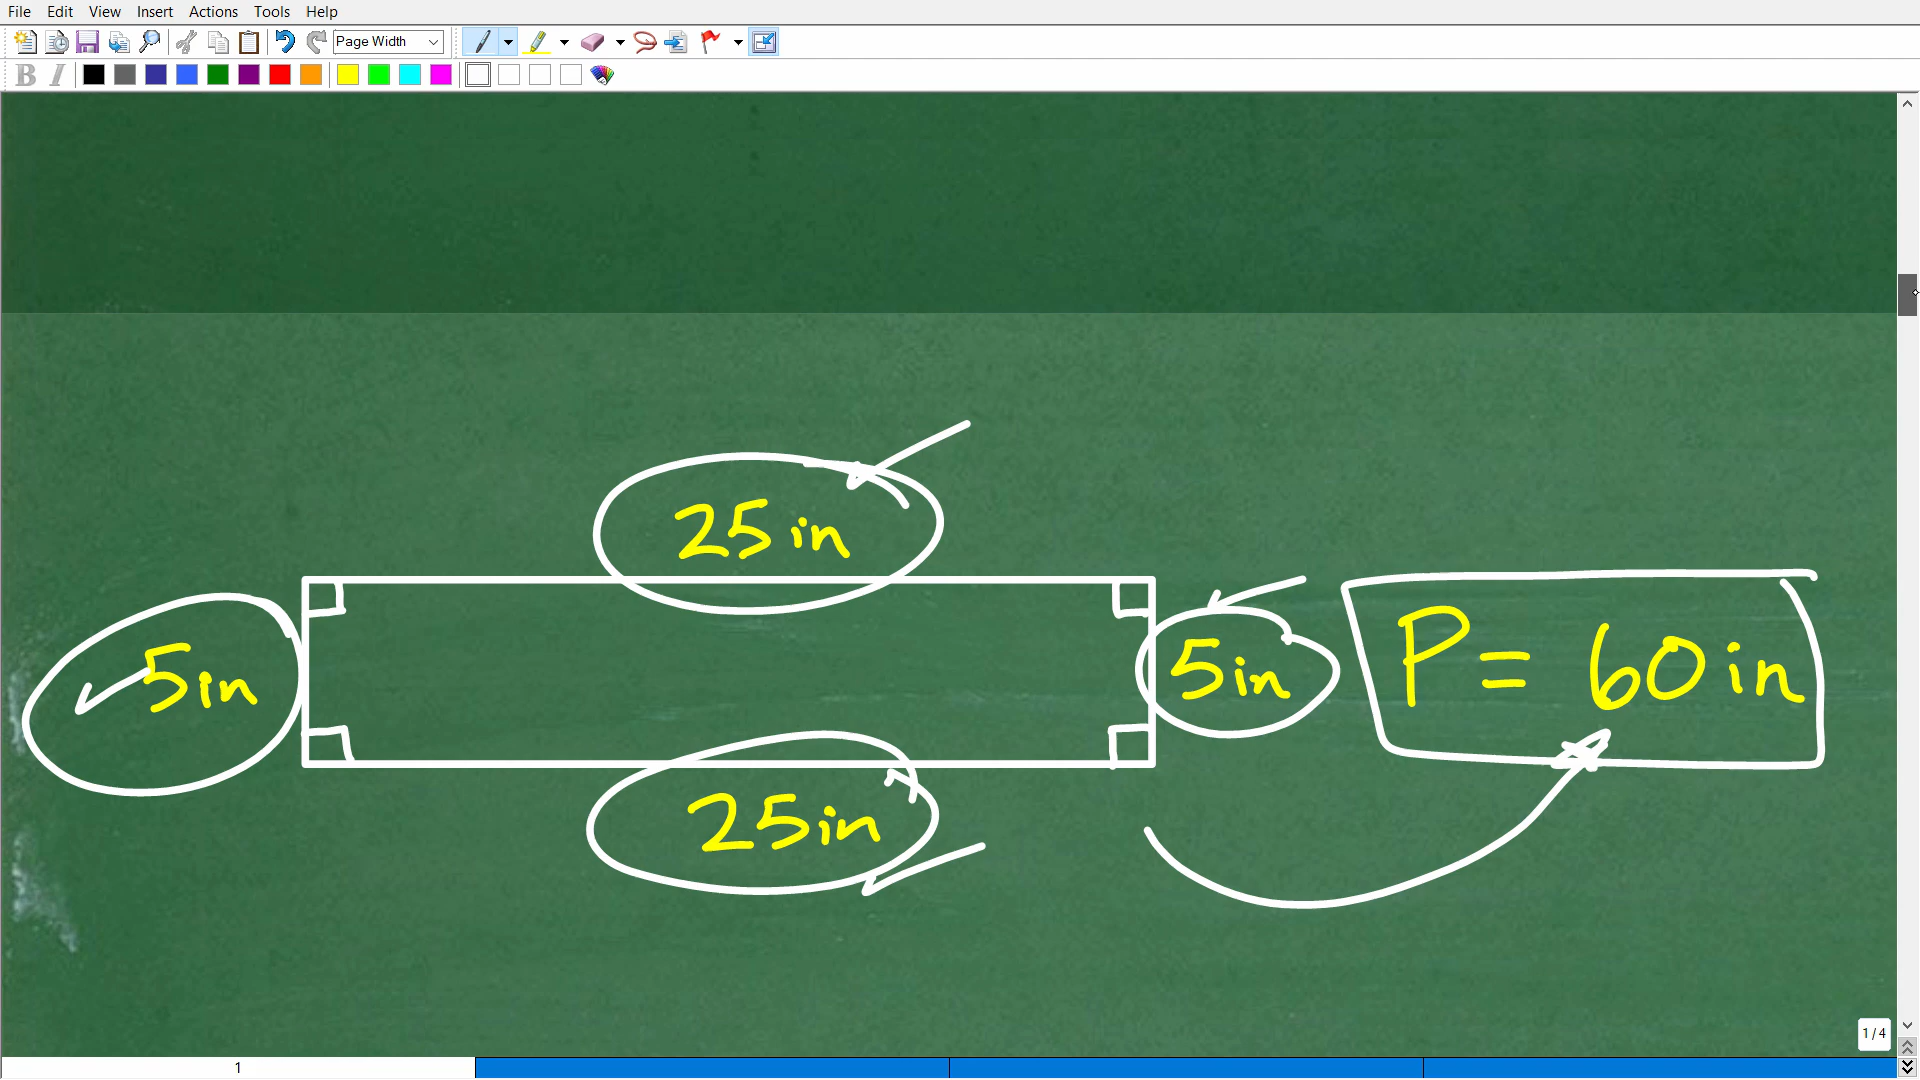 File Edit View Insert Actions Tools Help
Page Width
B I
25 in
5in
5in
P = 60 in
25in
1 / 4
1